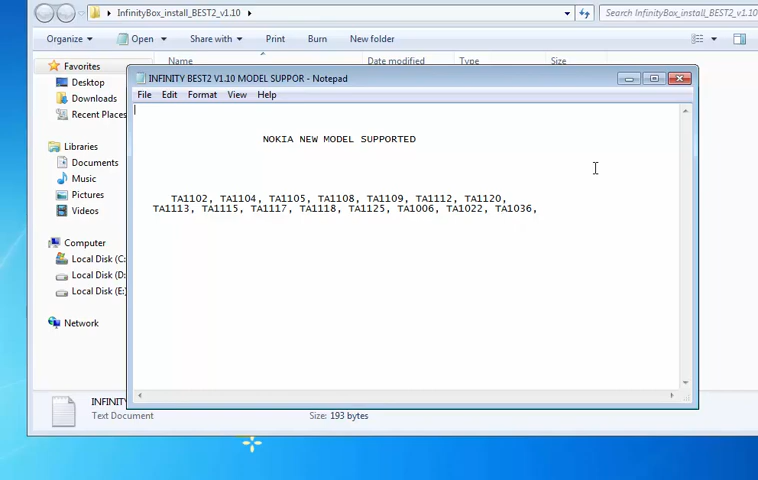 InfinityBox_install_BEST2_v1.10
Search InfinityBox_install_BEST2_v1.10
Organize Open Share with Print Burn New folder
Favorites
Desktop
Downloads
Recent Places
Libraries
Documents
Music
Pictures
Videos
Computer
Local Disk (C:
Local Disk (D:
Local Disk (E:)
Network
Name Date modified Type Size
INFINITY BEST2 V1.10 MODEL SUPPOR - Notepad
File Edit Format View Help
NOKIA NEW MODEL SUPPORTED
TA1102, TA1104, TA1105, TA1108, TA1109, TA1112, TA1120,
TA1113, TA1115, TA1117, TA1118, TA1125, TA1006, TA1022, TA1036,
INFINITY
Text Document
Size: 193 bytes